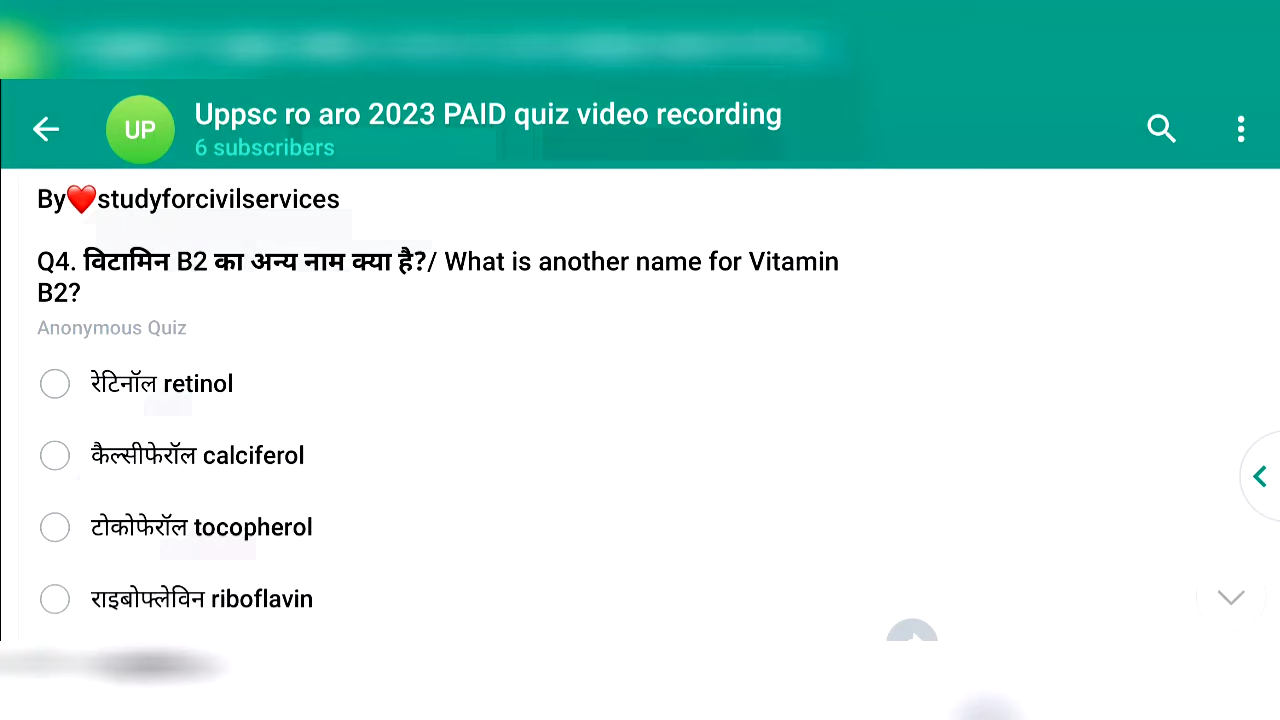 UP
Uppsc ro aro 2023 PAID quiz video recording
6 subscribers
By❤️studyforcivilservices
Q4. विटामिन B2 का अन्य नाम क्या है?/ What is another name for Vitamin
B2?
Anonymous Quiz
रेटिनॉल retinol
कैल्सीफेरॉल calciferol
टोकोफेरॉल tocopherol
राइबोफ्लेविन riboflavin